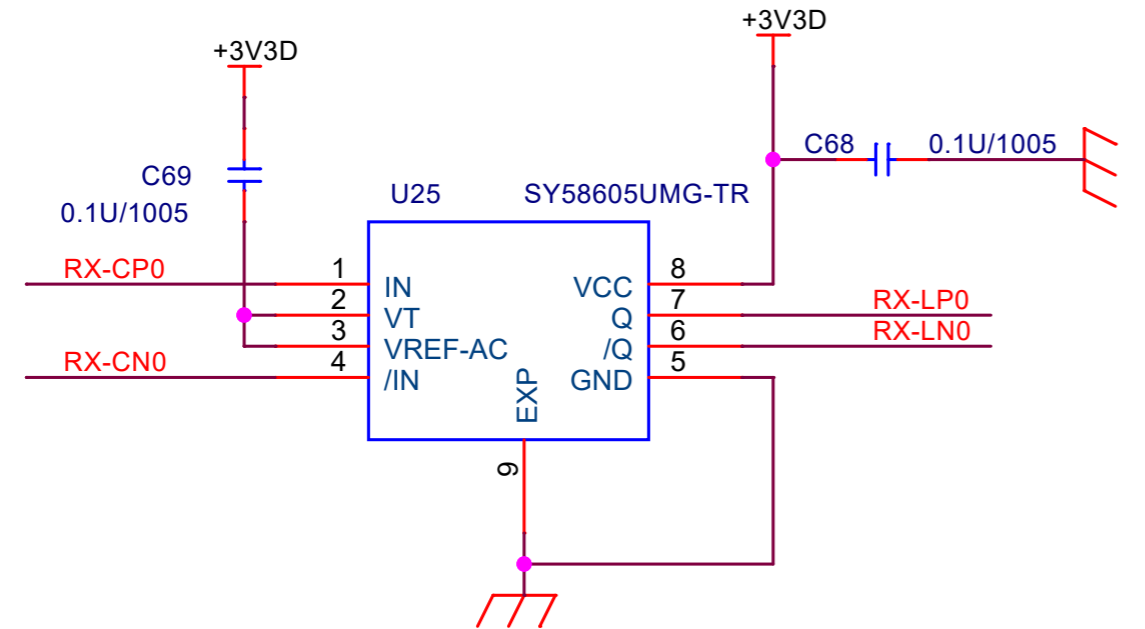 +3V3D
+3V3D
C68 0.1U/1005
C69
0.1U/1005
U25 SY58605UMG-TR
RX-CP0 1 IN VCC 8
2 VT Q 7 RX-LP0
3 VREF-AC /Q 6 RX-LN0
RX-CN0 4 /IN GND 5
EXP
9